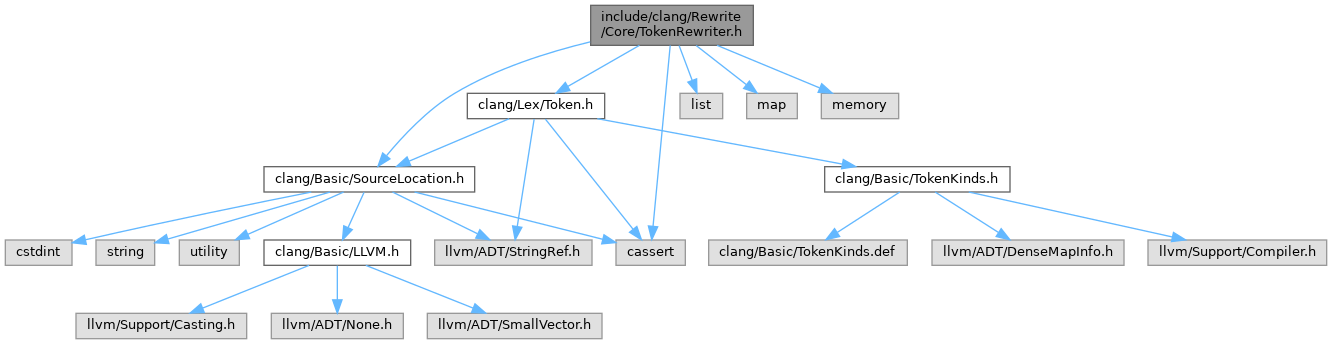 include/clang/Rewrite
/Core/TokenRewriter.h
clang/Lex/Token.h
list
map
memory
clang/Basic/SourceLocation.h
clang/Basic/TokenKinds.h
cstdint
string
utility
clang/Basic/LLVM.h
llvm/ADT/StringRef.h
cassert
clang/Basic/TokenKinds.def
llvm/ADT/DenseMapInfo.h
llvm/Support/Compiler.h
llvm/Support/Casting.h
llvm/ADT/None.h
llvm/ADT/SmallVector.h